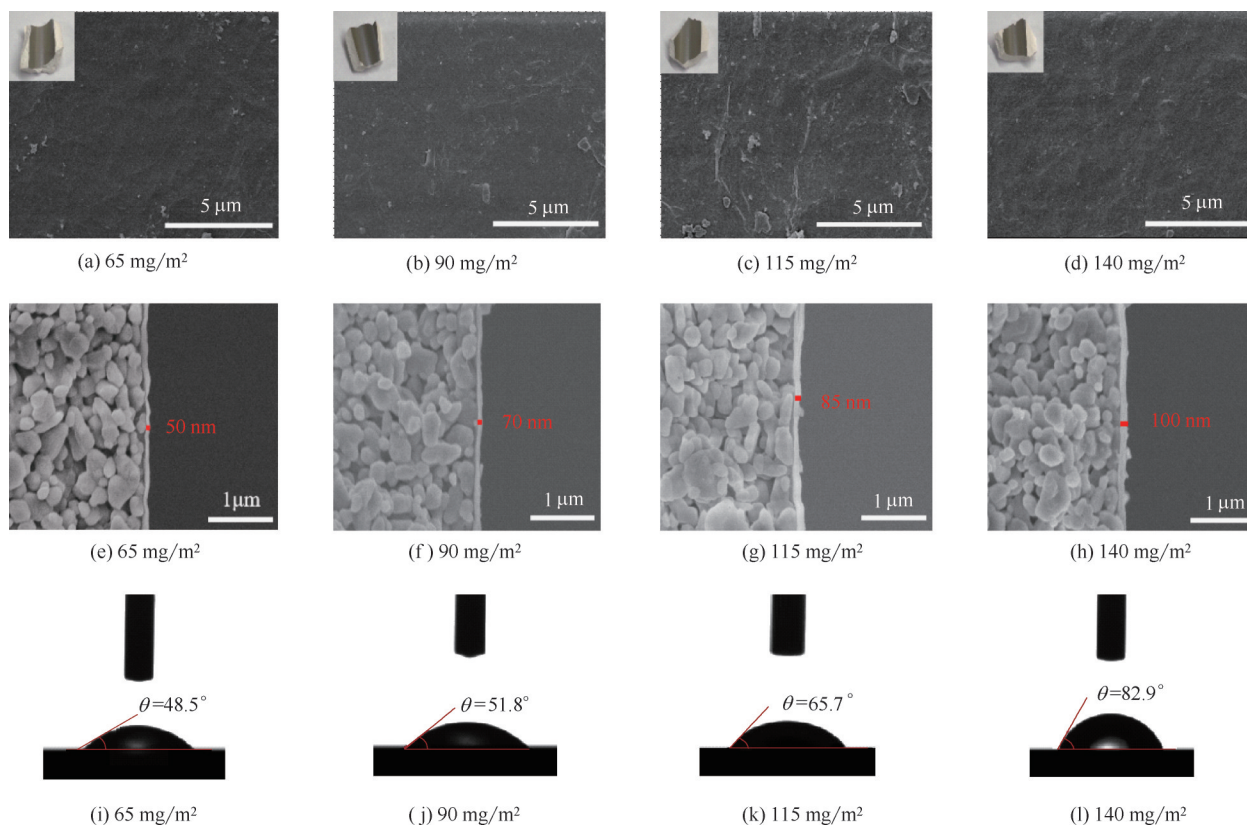 5 μm
5 μm
5 μm
5 μm
(a) 65 mg/m²
(b) 90 mg/m²
(c) 115 mg/m²
(d) 140 mg/m²
50 nm
70 nm
85 nm
100 nm
1μm
1 μm
1 μm
1 μm
(e) 65 mg/m²
(f) 90 mg/m²
(g) 115 mg/m²
(h) 140 mg/m²
θ=48.5°
θ=51.8°
θ=65.7°
θ=82.9°
(i) 65 mg/m²
(j) 90 mg/m²
(k) 115 mg/m²
(l) 140 mg/m²